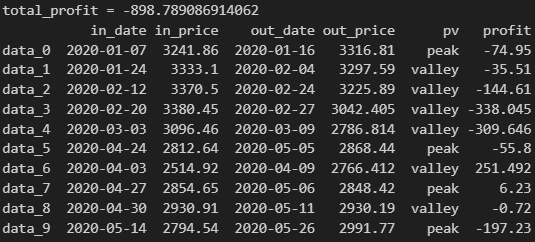 total_profit = -898.789086914062
in_date in_price out_date out_price pv profit
data_0 2020-01-07 3241.86 2020-01-16 3316.81 peak -74.95
data_1 2020-01-24 3333.1 2020-02-04 3297.59 valley -35.51
data_2 2020-02-12 3370.5 2020-02-24 3225.89 valley -144.61
data_3 2020-02-20 3380.45 2020-02-27 3042.405 valley -338.045
data_4 2020-03-03 3096.46 2020-03-09 2786.814 valley -309.646
data_5 2020-04-24 2812.64 2020-05-05 2868.44 peak -55.8
data_6 2020-04-03 2514.92 2020-04-09 2766.412 valley 251.492
data_7 2020-04-27 2854.65 2020-05-06 2848.42 peak 6.23
data_8 2020-04-30 2930.91 2020-05-11 2930.19 valley -0.72
data_9 2020-05-14 2794.54 2020-05-26 2991.77 peak -197.23